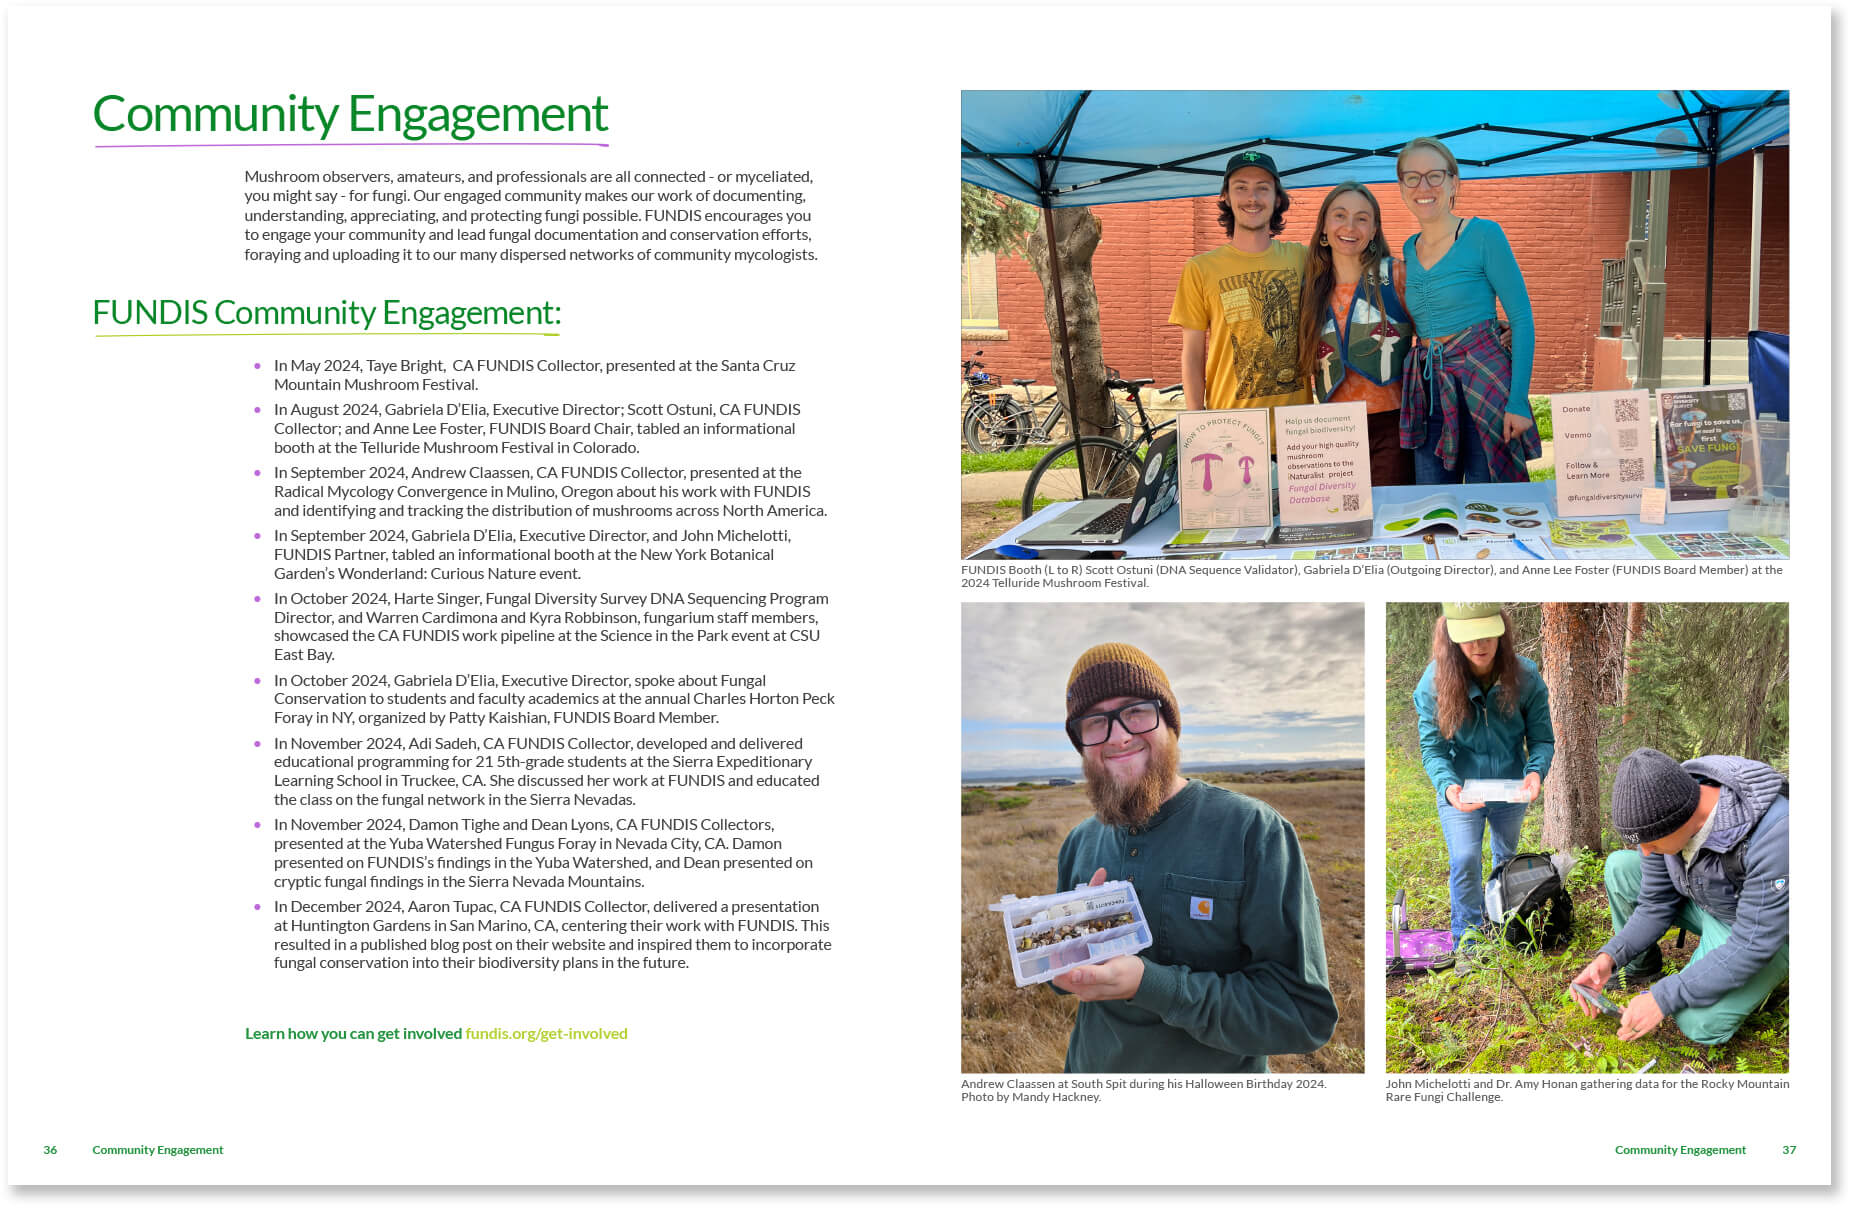 Community Engagement
Mushroom observers, amateurs, and professionals are all connected - or myceliated,
you might say - for fungi. Our engaged community makes our work of documenting,
understanding, appreciating, and protecting fungi possible. FUNDIS encourages you
to engage your community and lead fungal documentation and conservation efforts,
foraying and uploading it to our many dispersed networks of community mycologists.
FUNDIS Community Engagement:
• In May 2024, Taye Bright,  CA FUNDIS Collector, presented at the Santa Cruz
Mountain Mushroom Festival.
• In August 2024, Gabriela D’Elia, Executive Director; Scott Ostuni, CA FUNDIS
Collector; and Anne Lee Foster, FUNDIS Board Chair, tabled an informational
booth at the Telluride Mushroom Festival in Colorado.
• In September 2024, Andrew Claassen, CA FUNDIS Collector, presented at the
Radical Mycology Convergence in Mulino, Oregon about his work with FUNDIS
and identifying and tracking the distribution of mushrooms across North America.
• In September 2024, Gabriela D’Elia, Executive Director, and John Michelotti,
FUNDIS Partner, tabled an informational booth at the New York Botanical
Garden’s Wonderland: Curious Nature event.
• In October 2024, Harte Singer, Fungal Diversity Survey DNA Sequencing Program
Director, and Warren Cardimona and Kyra Robbinson, fungarium staff members,
showcased the CA FUNDIS work pipeline at the Science in the Park event at CSU
East Bay.
• In October 2024, Gabriela D’Elia, Executive Director, spoke about Fungal
Conservation to students and faculty academics at the annual Charles Horton Peck
Foray in NY, organized by Patty Kaishian, FUNDIS Board Member.
• In November 2024, Adi Sadeh, CA FUNDIS Collector, developed and delivered
educational programming for 21 5th-grade students at the Sierra Expeditionary
Learning School in Truckee, CA. She discussed her work at FUNDIS and educated
the class on the fungal network in the Sierra Nevadas.
• In November 2024, Damon Tighe and Dean Lyons, CA FUNDIS Collectors,
presented at the Yuba Watershed Fungus Foray in Nevada City, CA. Damon
presented on FUNDIS’s findings in the Yuba Watershed, and Dean presented on
cryptic fungal findings in the Sierra Nevada Mountains.
• In December 2024, Aaron Tupac, CA FUNDIS Collector, delivered a presentation
at Huntington Gardens in San Marino, CA, centering their work with FUNDIS. This
resulted in a published blog post on their website and inspired them to incorporate
fungal conservation into their biodiversity plans in the future.
Learn how you can get involved fundis.org/get-involved
36 Community Engagement
HOW TO PROTECT FUNGI?
Help us document
fungal biodiversity!
Add your high quality
mushroom
observations to the
iNaturalist project
Fungal Diversity
Database
Donate
Venmo
Follow &
Learn More
@fungaldiversitysurv
FUNGAL
DIVERSITY
SURVEY
For fungi to save us,
we need to
first
SAVE FUNGI
FUNDIS Booth (L to R) Scott Ostuni (DNA Sequence Validator), Gabriela D’Elia (Outgoing Director), and Anne Lee Foster (FUNDIS Board Member) at the
2024 Telluride Mushroom Festival.
Andrew Claassen at South Spit during his Halloween Birthday 2024.
Photo by Mandy Hackney.
John Michelotti and Dr. Amy Honan gathering data for the Rocky Mountain
Rare Fungi Challenge.
Community Engagement 37